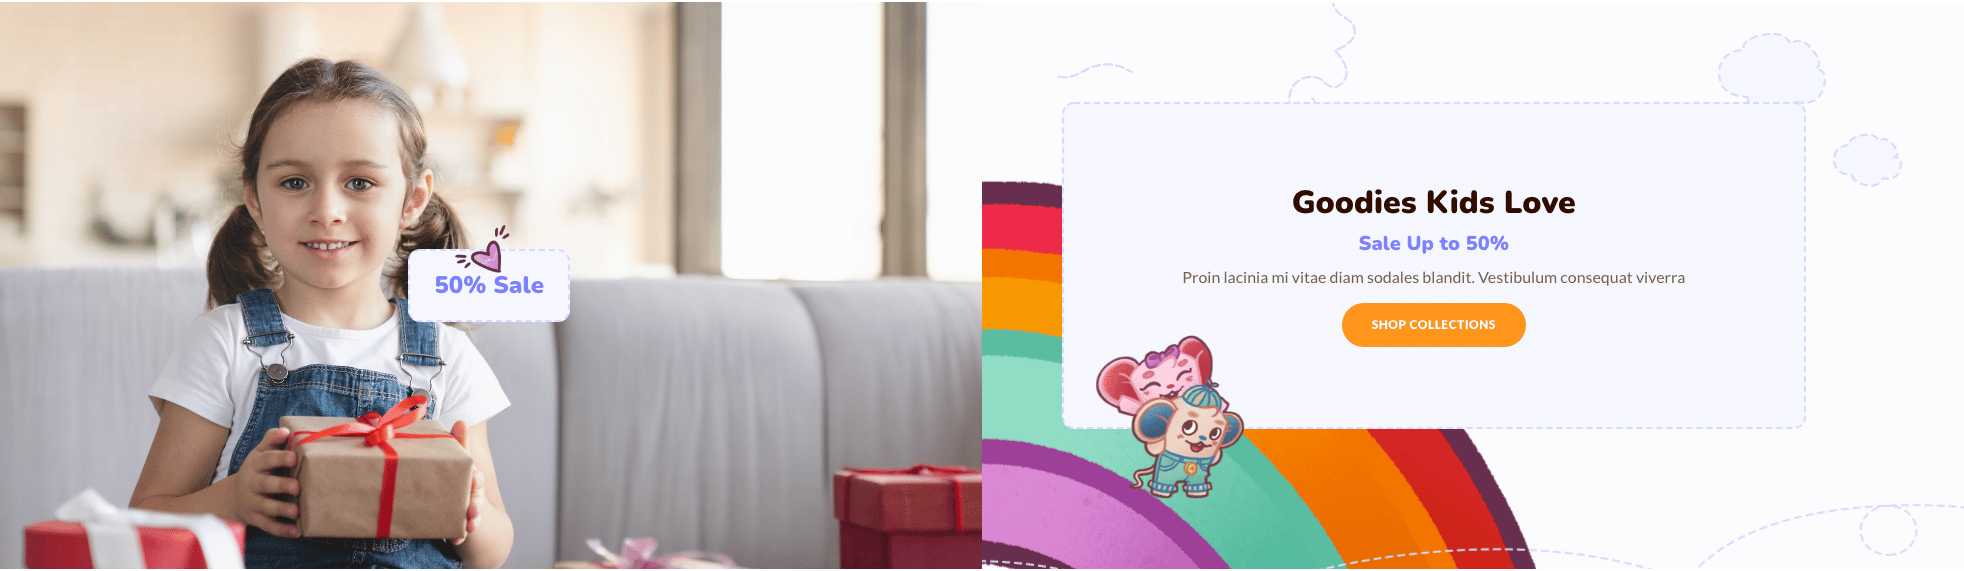 50% Sale
Goodies Kids Love
Sale Up to 50%
Proin lacinia mi vitae diam sodales blandit. Vestibulum consequat viverra
SHOP COLLECTIONS